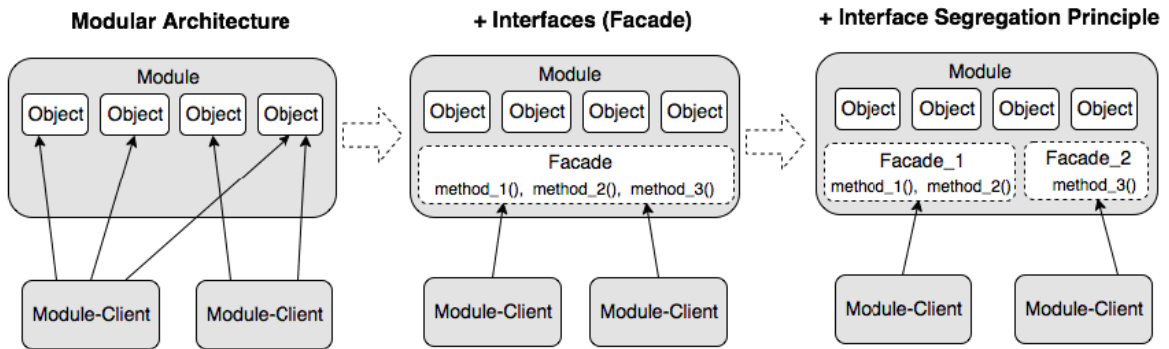 Modular Architecture
Module
Object Object Object Object
Module-Client Module-Client
+ Interfaces (Facade)
Module
Object Object Object Object
Facade
method_1(), method_2(), method_3()
Module-Client Module-Client
+ Interface Segregation Principle
Module
Object Object Object Object
Facade_1
method_1(), method_2()
Facade_2
method_3()
Module-Client Module-Client